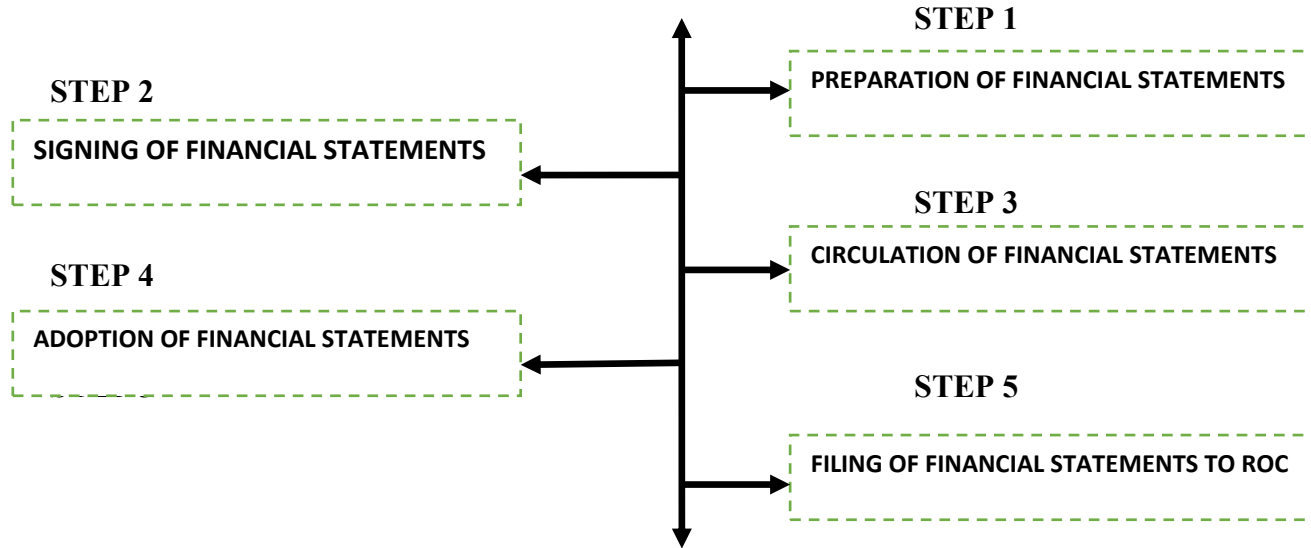 STEP 1
PREPARATION OF FINANCIAL STATEMENTS
STEP 2
SIGNING OF FINANCIAL STATEMENTS
STEP 3
CIRCULATION OF FINANCIAL STATEMENTS
STEP 4
ADOPTION OF FINANCIAL STATEMENTS
STEP 5
FILING OF FINANCIAL STATEMENTS TO ROC